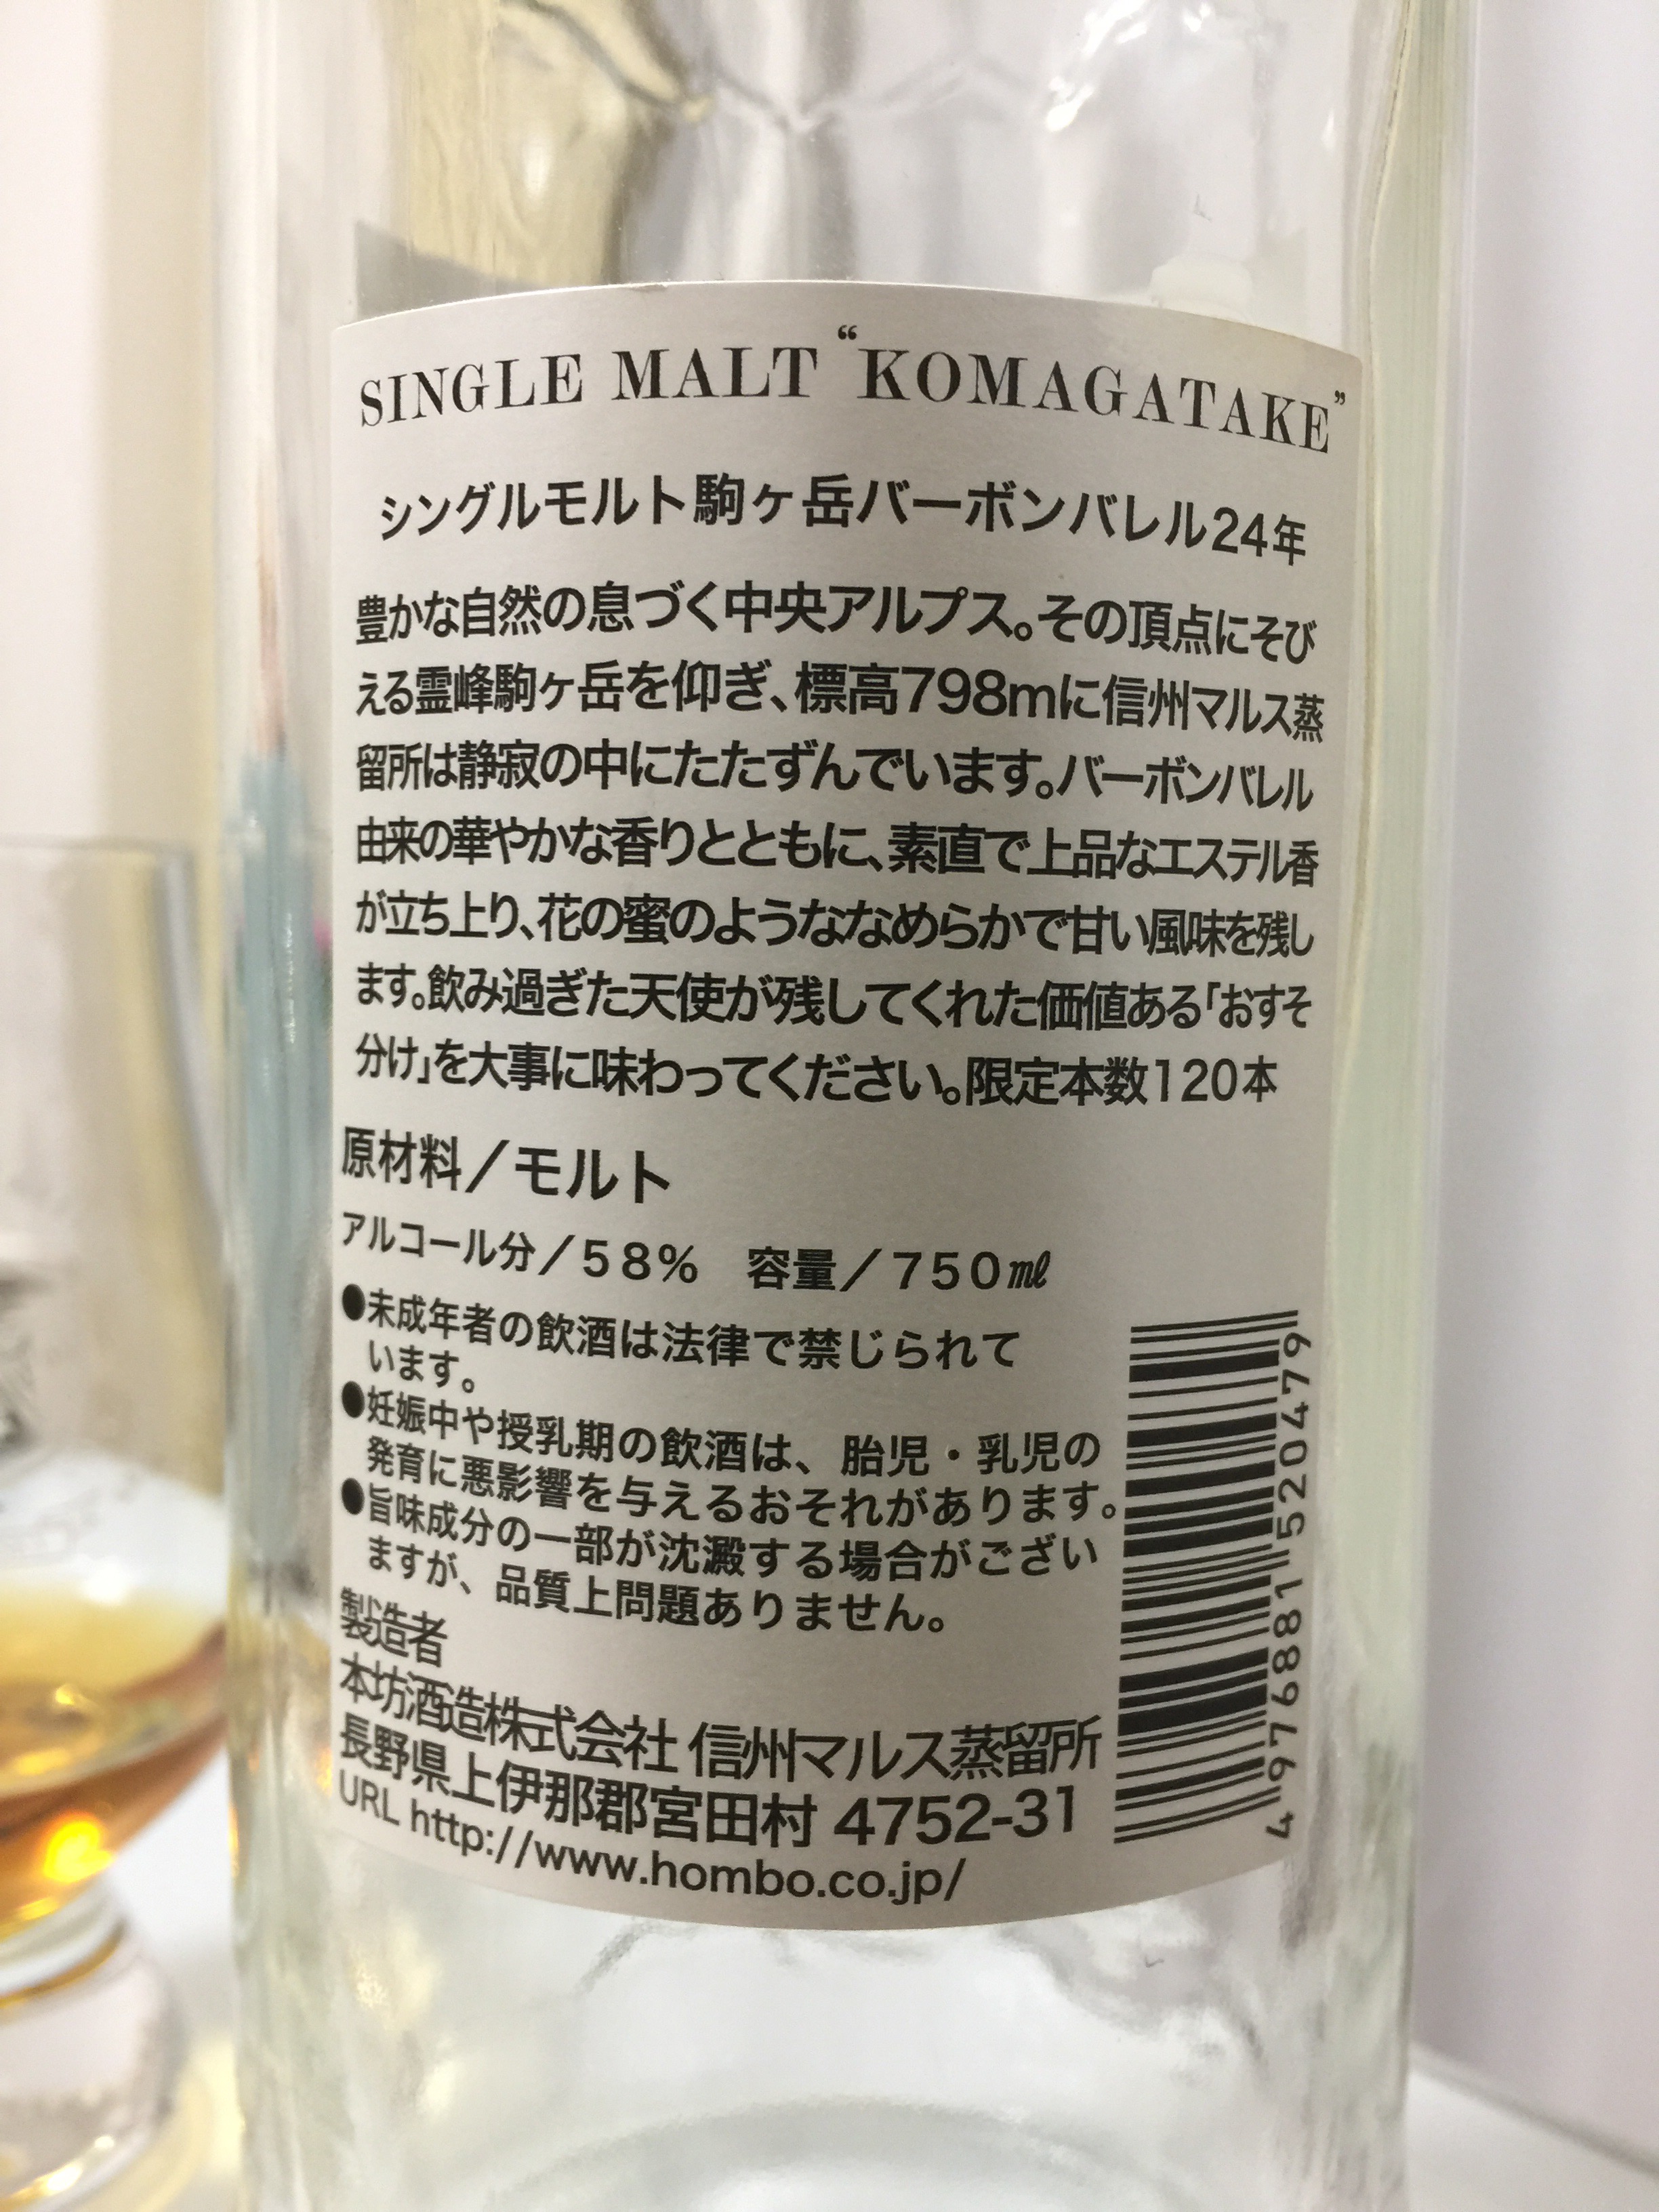 SINGLE MALT “KOMAGATAKE”
シングルモルト駒ヶ岳バーボンバレル24年
豊かな自然の息づく中央アルプス。その頂点にそび
える霊峰駒ヶ岳を仰ぎ、標高798mに信州マルス蒸
留所は静寂の中にたたずんでいます。バーボンバレル
由来の華やかな香りとともに、素直で上品なエステル香
が立ち上り、花の蜜のようななめらかで甘い風味を残し
ます。飲み過ぎた天使が残してくれた価値ある「おすそ
分け」を大事に味わってください。限定本数120本
原材料／モルト
アルコール分／58%　容量／750㎖
●未成年者の飲酒は法律で禁じられて
います。
●妊娠中や授乳期の飲酒は、胎児・乳児の
発育に悪影響を与えるおそれがあります。
●旨味成分の一部が沈澱する場合がござい
ますが、品質上問題ありません。
製造者
本坊酒造株式会社 信州マルス蒸留所
長野県上伊那郡宮田村 4752-31
URL http://www.hombo.co.jp/
4 976881 520479